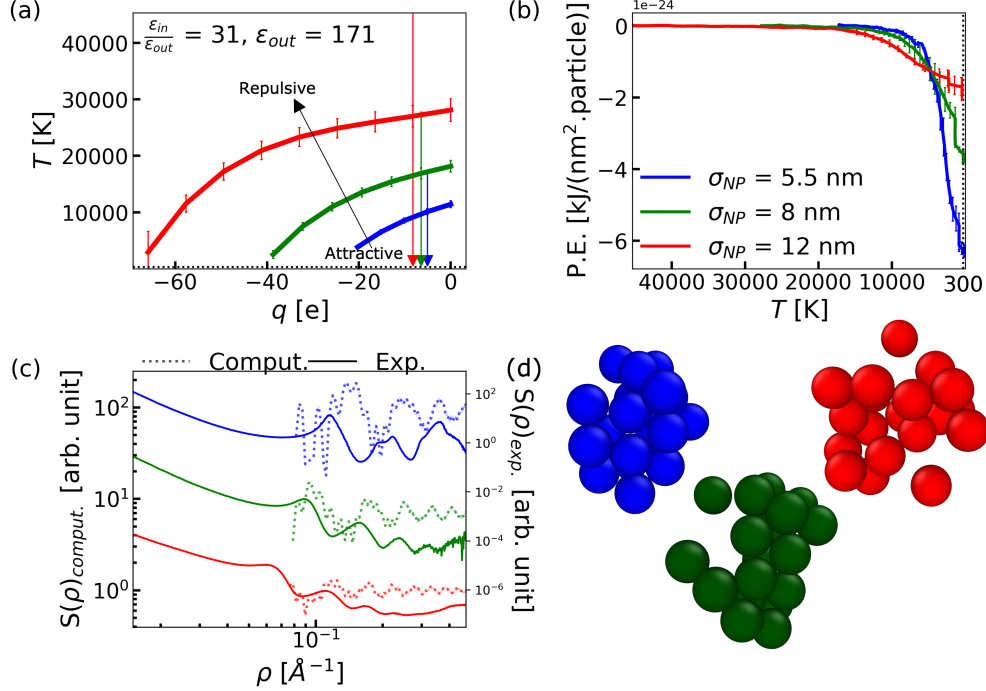 (a)
ε_in/ε_out = 31, ε_out = 171
40000
30000
20000
10000
T [K]
Repulsive
Attractive
−60
−40
−20
0
q [e]
(b)
1e−24
0
−2
−4
−6
P.E. [kJ/(nm².particle)]
σ_NP = 5.5 nm
σ_NP = 8 nm
σ_NP = 12 nm
40000
30000
20000
10000
300
T [K]
(c)
Comput.
Exp.
10²
10¹
10⁰
S(ρ)_comput. [arb. unit]
10²
10⁰
10⁻²
10⁻⁴
10⁻⁶
S(ρ)_exp. [arb. unit]
10⁻¹
ρ [Å⁻¹]
(d)